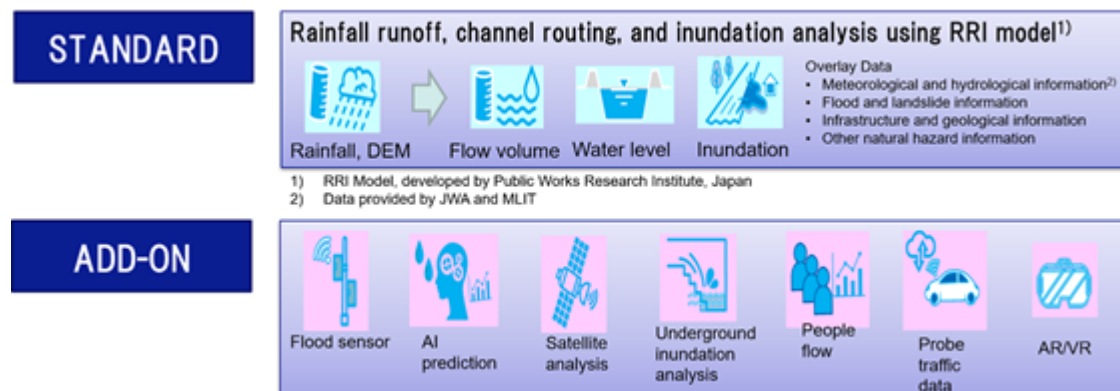 STANDARD
Rainfall runoff, channel routing, and inundation analysis using RRI model1)
Rainfall, DEM
Flow volume
Water level
Inundation
Overlay Data
• Meteorological and hydrological information2)
• Flood and landslide information
• Infrastructure and geological information
• Other natural hazard information
1) RRI Model, developed by Public Works Research Institute, Japan
2) Data provided by JWA and MLIT
ADD-ON
Flood sensor
AI
prediction
Satellite
analysis
Underground
inundation
analysis
People
flow
Probe
traffic
data
AR/VR